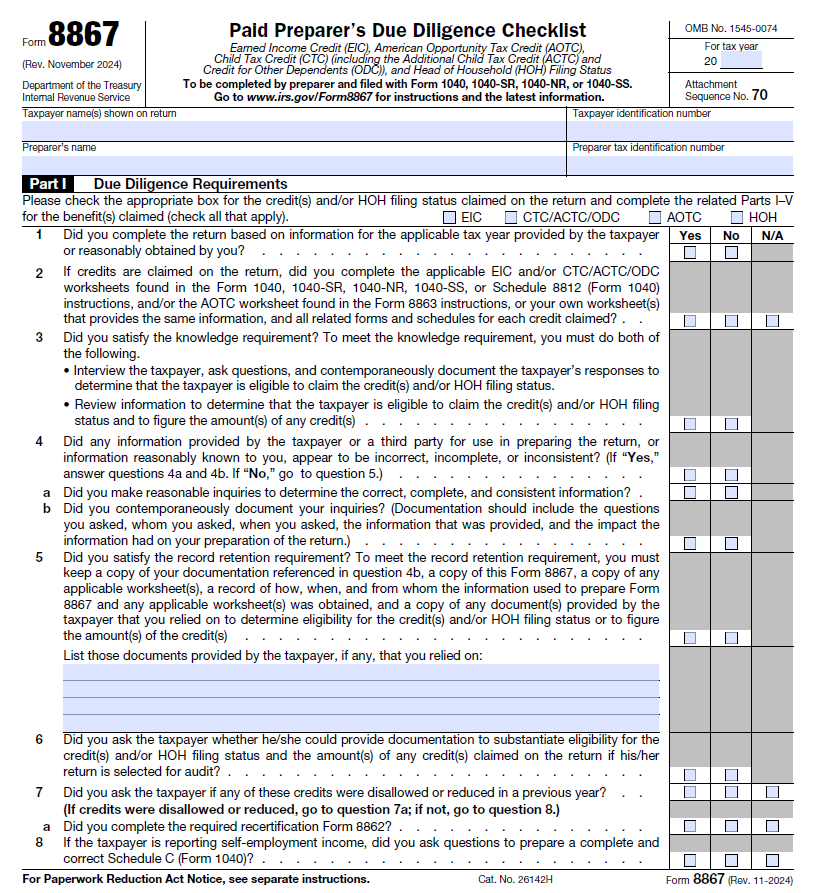 Form 8867
(Rev. November 2024)
Department of the Treasury
Internal Revenue Service
Paid Preparer’s Due Diligence Checklist
Earned Income Credit (EIC), American Opportunity Tax Credit (AOTC),
Child Tax Credit (CTC) (including the Additional Child Tax Credit (ACTC) and
Credit for Other Dependents (ODC)), and Head of Household (HOH) Filing Status
To be completed by preparer and filed with Form 1040, 1040-SR, 1040-NR, or 1040-SS.
Go to www.irs.gov/Form8867 for instructions and the latest information.
OMB No. 1545-0074
For tax year
20
Attachment
Sequence No. 70
Taxpayer name(s) shown on return
Taxpayer identification number
Preparer’s name
Preparer tax identification number
Part I Due Diligence Requirements
Please check the appropriate box for the credit(s) and/or HOH filing status claimed on the return and complete the related Parts I–V
for the benefit(s) claimed (check all that apply). EIC CTC/ACTC/ODC AOTC HOH
Yes No N/A
1 Did you complete the return based on information for the applicable tax year provided by the taxpayer
or reasonably obtained by you? . . . . . . . . . . . . . . . . . . . . . .
2 If credits are claimed on the return, did you complete the applicable EIC and/or CTC/ACTC/ODC
worksheets found in the Form 1040, 1040-SR, 1040-NR, 1040-SS, or Schedule 8812 (Form 1040)
instructions, and/or the AOTC worksheet found in the Form 8863 instructions, or your own worksheet(s)
that provides the same information, and all related forms and schedules for each credit claimed? . .
3 Did you satisfy the knowledge requirement? To meet the knowledge requirement, you must do both of
the following.
• Interview the taxpayer, ask questions, and contemporaneously document the taxpayer’s responses to
determine that the taxpayer is eligible to claim the credit(s) and/or HOH filing status.
• Review information to determine that the taxpayer is eligible to claim the credit(s) and/or HOH filing
status and to figure the amount(s) of any credit(s) . . . . . . . . . . . . . . . .
4 Did any information provided by the taxpayer or a third party for use in preparing the return, or
information reasonably known to you, appear to be incorrect, incomplete, or inconsistent? (If “Yes,”
answer questions 4a and 4b. If “No,” go to question 5.) . . . . . . . . . . . . . .
a Did you make reasonable inquiries to determine the correct, complete, and consistent information? .
b Did you contemporaneously document your inquiries? (Documentation should include the questions
you asked, whom you asked, when you asked, the information that was provided, and the impact the
information had on your preparation of the return.) . . . . . . . . . . . . . . . .
5 Did you satisfy the record retention requirement? To meet the record retention requirement, you must
keep a copy of your documentation referenced in question 4b, a copy of this Form 8867, a copy of any
applicable worksheet(s), a record of how, when, and from whom the information used to prepare Form
8867 and any applicable worksheet(s) was obtained, and a copy of any document(s) provided by the
taxpayer that you relied on to determine eligibility for the credit(s) and/or HOH filing status or to figure
the amount(s) of the credit(s) . . . . . . . . . . . . . . . . . . . . . . .
List those documents provided by the taxpayer, if any, that you relied on:
6 Did you ask the taxpayer whether he/she could provide documentation to substantiate eligibility for the
credit(s) and/or HOH filing status and the amount(s) of any credit(s) claimed on the return if his/her
return is selected for audit? . . . . . . . . . . . . . . . . . . . . . . . .
7 Did you ask the taxpayer if any of these credits were disallowed or reduced in a previous year? . .
(If credits were disallowed or reduced, go to question 7a; if not, go to question 8.)
a Did you complete the required recertification Form 8862? . . . . . . . . . . . . . .
8 If the taxpayer is reporting self-employment income, did you ask questions to prepare a complete and
correct Schedule C (Form 1040)? . . . . . . . . . . . . . . . . . . . . . .
For Paperwork Reduction Act Notice, see separate instructions. Cat. No. 26142H Form 8867 (Rev. 11-2024)